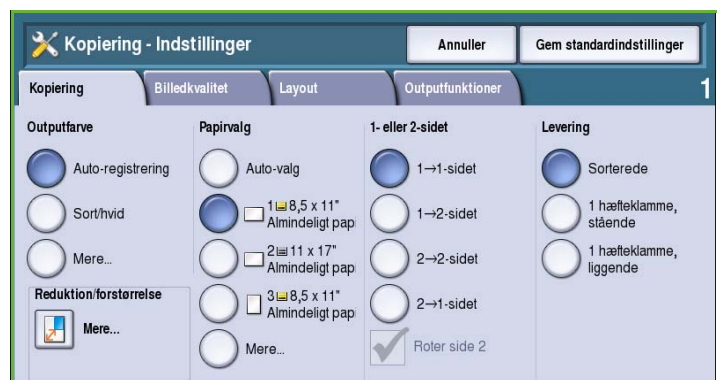 Kopiering - Indstillinger
Annuller
Gem standardindstillinger
Kopiering
Billedkvalitet
Layout
Outputfunktioner
1
Outputfarve
Auto-registrering
Sort/hvid
Mere...
Reduktion/forstørrelse
Mere...
Papirvalg
Auto-valg
1 8,5 x 11"
Almindeligt papi
2 11 x 17"
Almindeligt papi
3 8,5 x 11"
Almindeligt papi
Mere...
1- eller 2-sidet
1→1-sidet
1→2-sidet
2→2-sidet
2→1-sidet
Roter side 2
Levering
Sorterede
1 hæfteklamme,
stående
1 hæfteklamme,
liggende